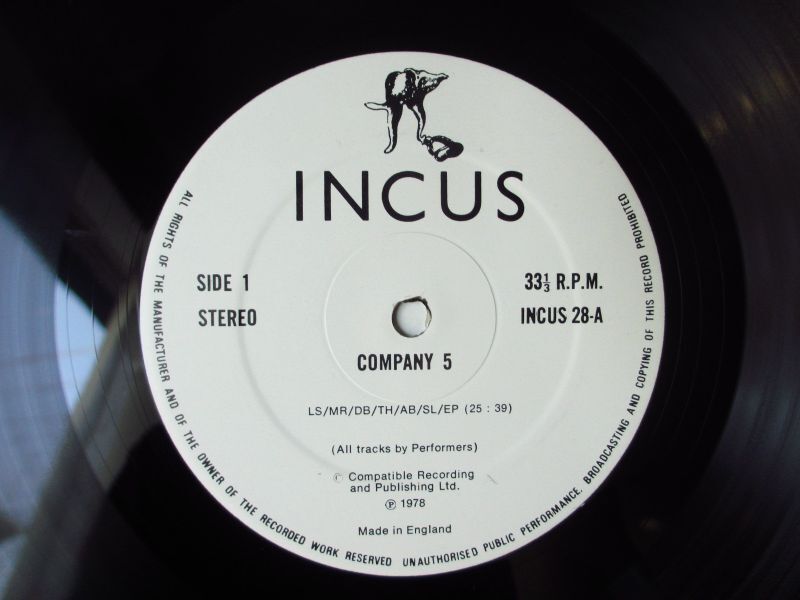 INCUS
SIDE 1
33⅓ R.P.M.
STEREO
INCUS 28-A
COMPANY 5
LS/MR/DB/TH/AB/SL/EP (25 : 39)
(All tracks by Performers)
© Compatible Recording
and Publishing Ltd.
℗ 1978
Made in England
ALL RIGHTS OF THE MANUFACTURER AND OF THE OWNER OF THE RECORDED WORK RESERVED UNAUTHORISED PUBLIC PERFORMANCE, BROADCASTING AND COPYING OF THIS RECORD PROHIBITED